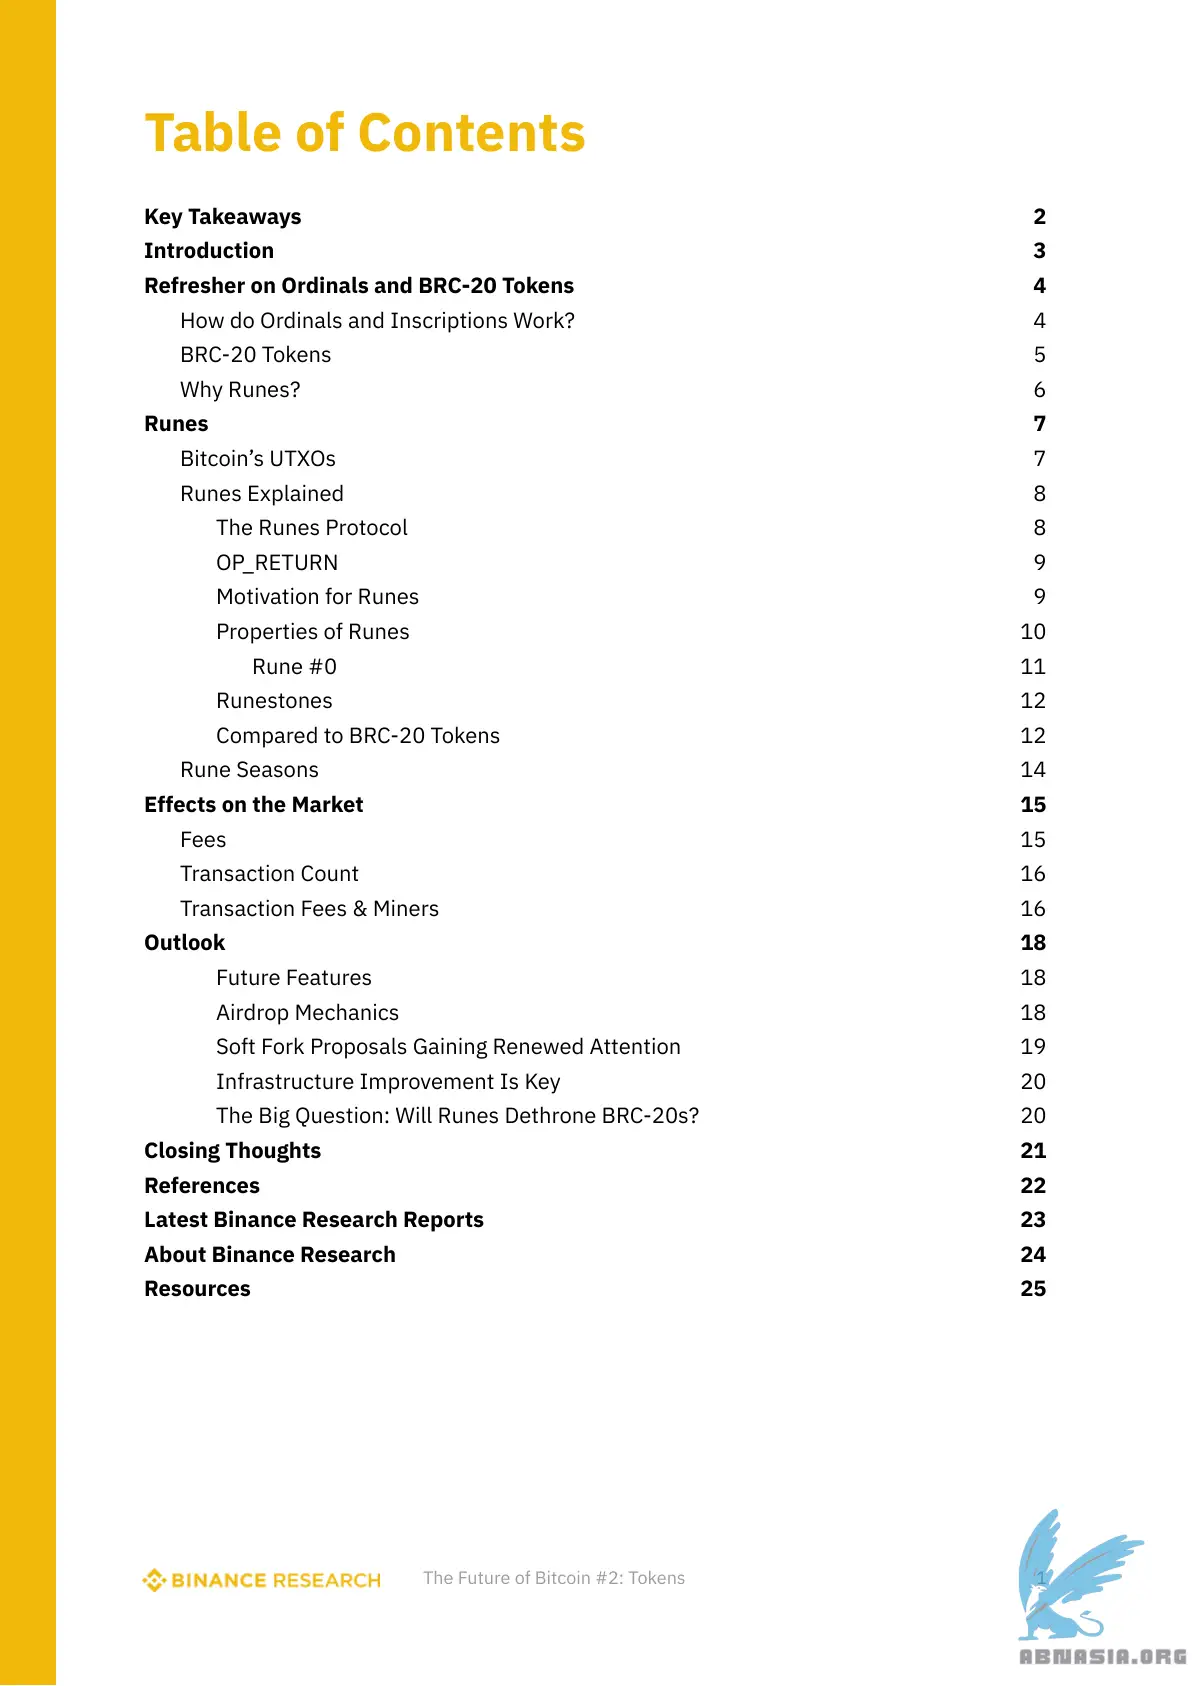 Table of Contents
Key Takeaways 2
Introduction 3
Refresher on Ordinals and BRC-20 Tokens 4
How do Ordinals and Inscriptions Work? 4
BRC-20 Tokens 5
Why Runes? 6
Runes 7
Bitcoin’s UTXOs 7
Runes Explained 8
The Runes Protocol 8
OP_RETURN 9
Motivation for Runes 9
Properties of Runes 10
Rune #0 11
Runestones 12
Compared to BRC-20 Tokens 12
Rune Seasons 14
Effects on the Market 15
Fees 15
Transaction Count 16
Transaction Fees & Miners 16
Outlook 18
Future Features 18
Airdrop Mechanics 18
Soft Fork Proposals Gaining Renewed Attention 19
Infrastructure Improvement Is Key 20
The Big Question: Will Runes Dethrone BRC-20s? 20
Closing Thoughts 21
References 22
Latest Binance Research Reports 23
About Binance Research 24
Resources 25
BINANCE RESEARCH The Future of Bitcoin #2: Tokens 1
ABNASIA.ORG